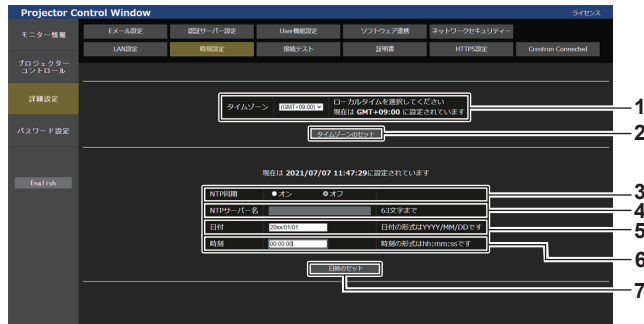 Projector Control Window
ライセンス
モニター情報
Eメール設定
認証サーバー設定
User機能設定
ソフトウェア連携
ネットワークセキュリティー
LAN設定
時刻設定
接続テスト
証明書
HTTPS設定
Crestron Connected
プロジェクター
コントロール
詳細設定
パスワード設定
English
タイムゾーン
(GMT+09:00)
ローカルタイムを選択してください
現在は GMT+09:00 に設定されています
1
タイムゾーンのセット
2
現在は 2021/07/07 11:47:29に設定されています
NTP同期
オン
オフ
3
NTPサーバー名
63文字まで
4
日付
20xx/01/01
日付の形式はYYYY/MM/DDです
5
時刻
00:00:00
時刻の形式はhh:mm:ssです
6
日時のセット
7